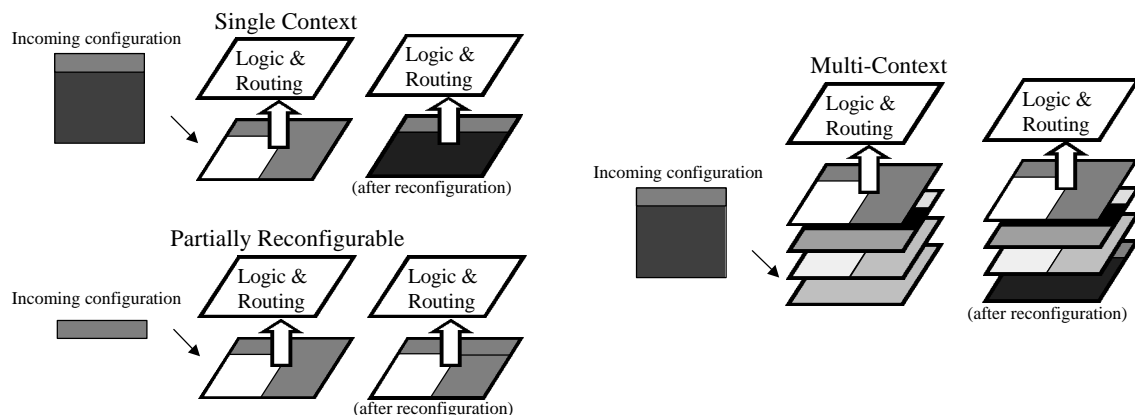 Single Context
Incoming configuration
Logic &
Routing
Logic &
Routing
(after reconfiguration)
Partially Reconfigurable
Incoming configuration
Logic &
Routing
Logic &
Routing
(after reconfiguration)
Multi-Context
Incoming configuration
Logic &
Routing
Logic &
Routing
(after reconfiguration)